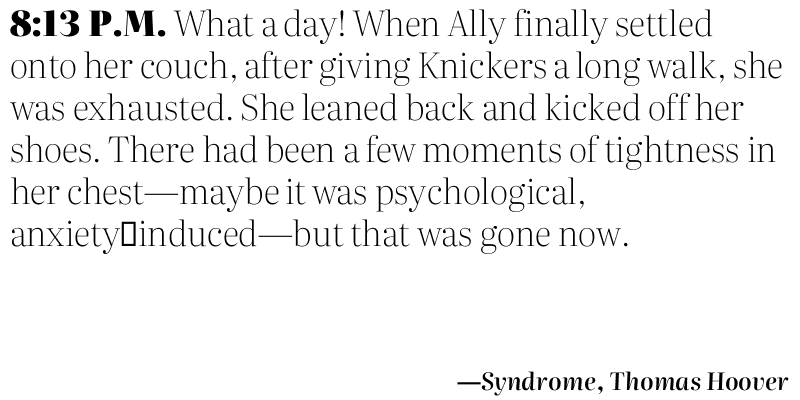 8:13 P.M. What a day! When Ally finally settled
onto her couch, after giving Knickers a long walk, she
was exhausted. She leaned back and kicked off her
shoes. There had been a few moments of tightness in
her chest—maybe it was psychological,
anxiety▯induced—but that was gone now.
—Syndrome, Thomas Hoover